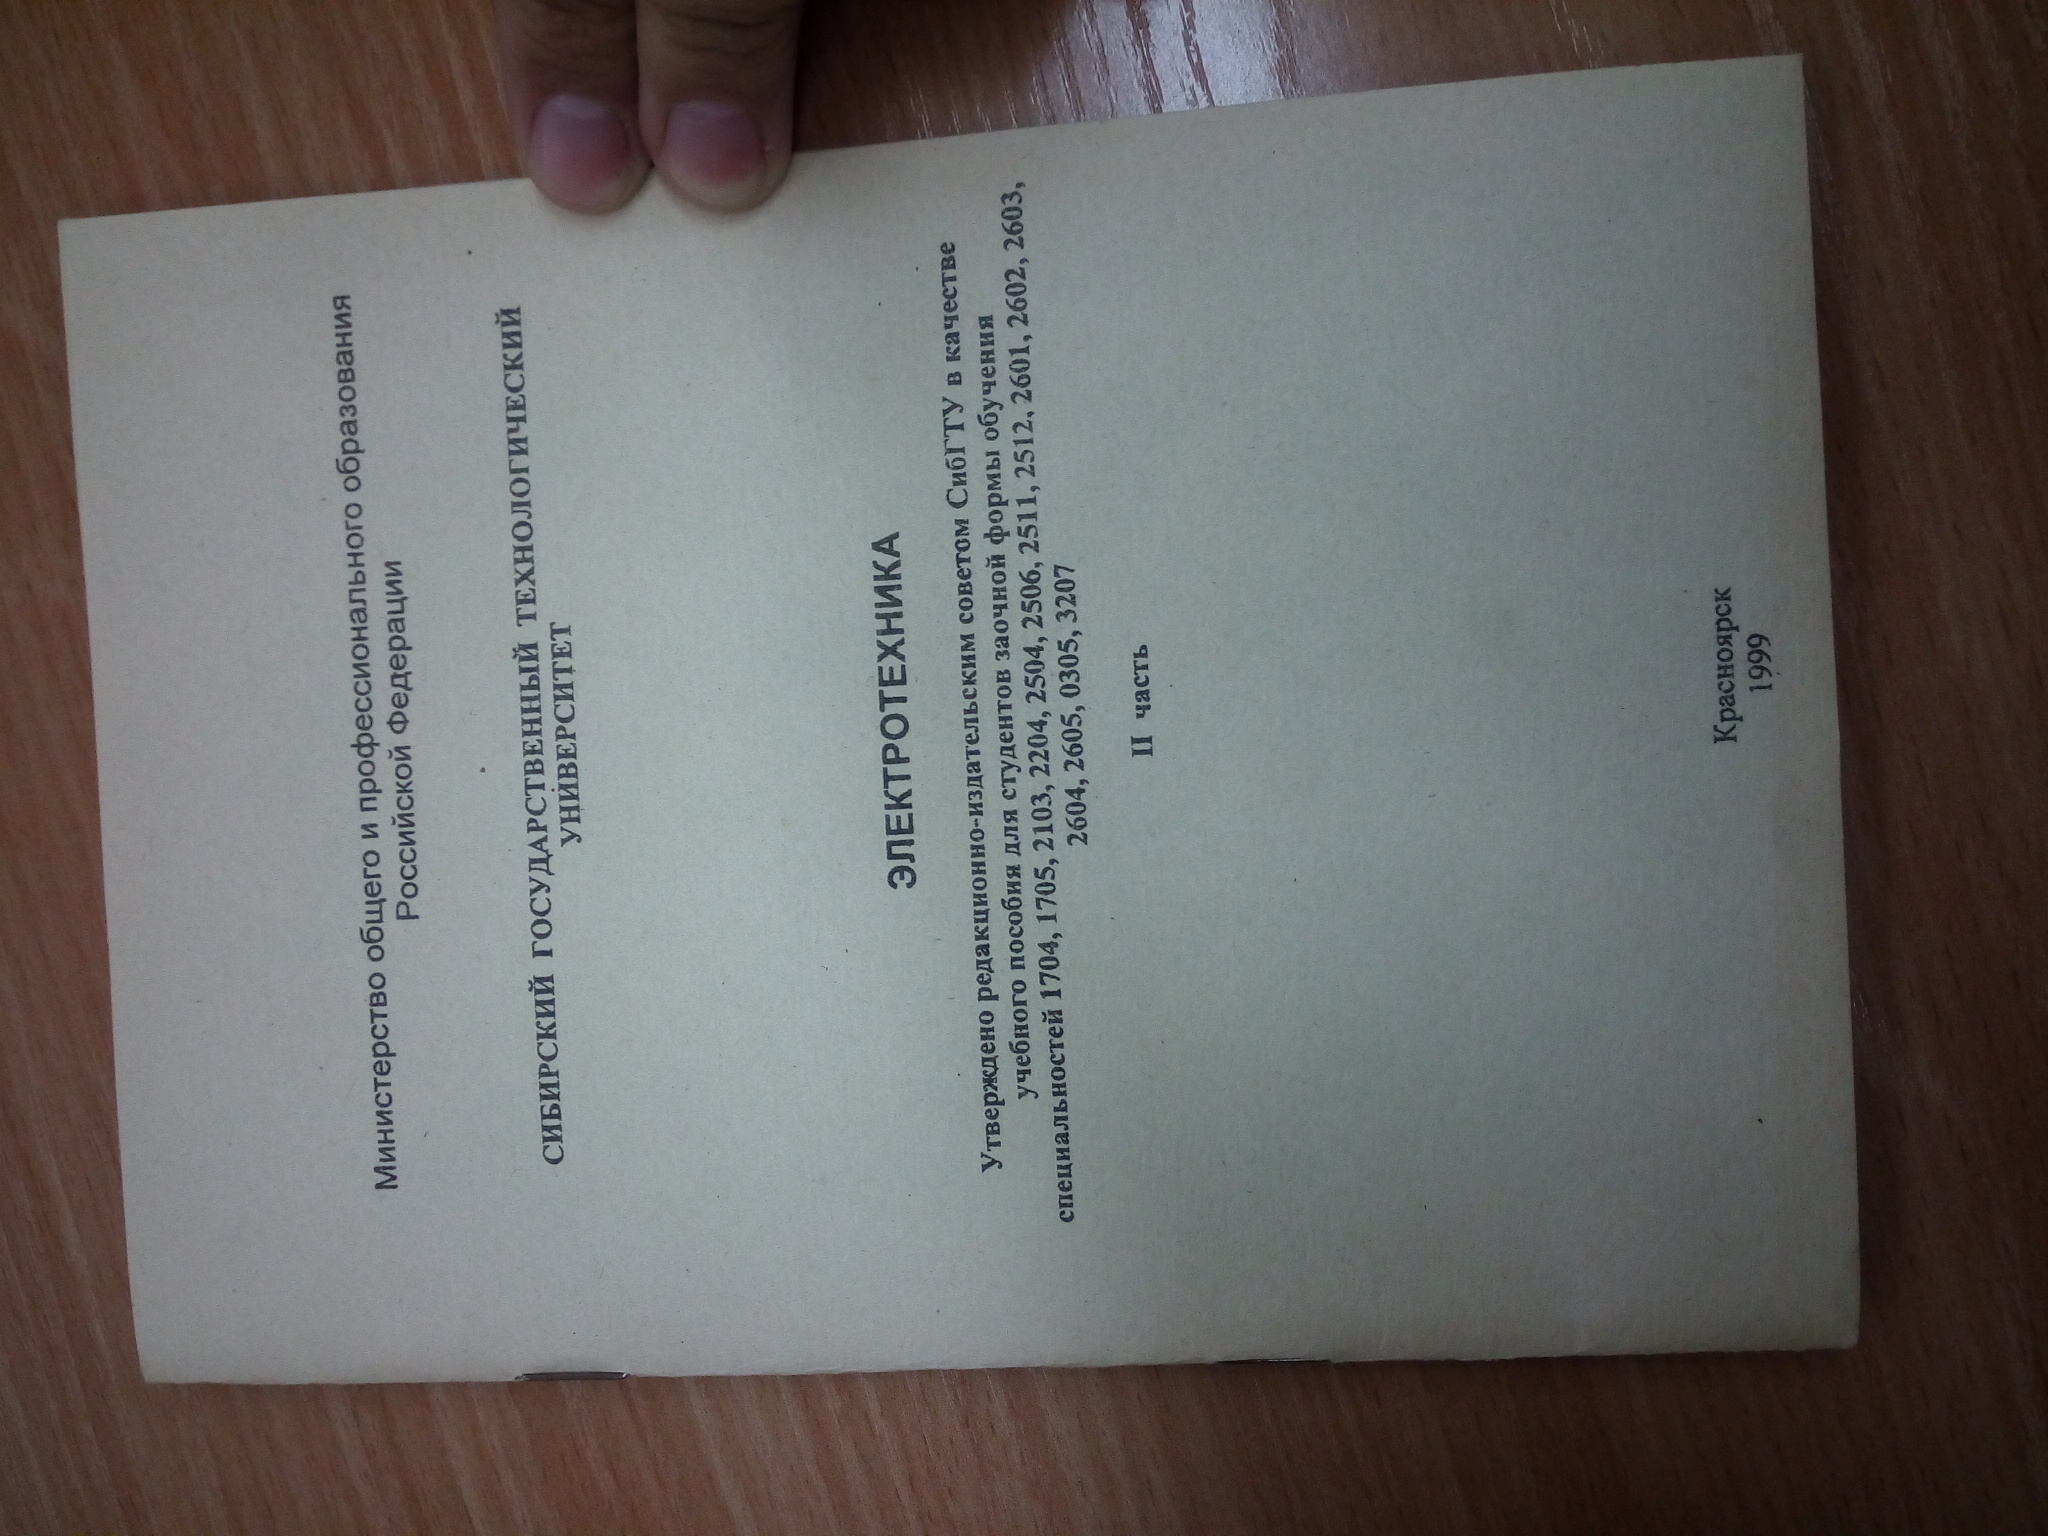 Министерство общего и профессионального образования
Российской Федерации
СИБИРСКИЙ ГОСУДАРСТВЕННЫЙ ТЕХНОЛОГИЧЕСКИЙ
УНИВЕРСИТЕТ
ЭЛЕКТРОТЕХНИКА
Утверждено редакционно-издательским советом СибГТУ в качестве
учебного пособия для студентов заочной формы обучения
специальностей 1704, 1705, 2103, 2204, 2504, 2506, 2511, 2512, 2601, 2602, 2603,
2604, 2605, 0305, 3207
II часть
Красноярск
1999